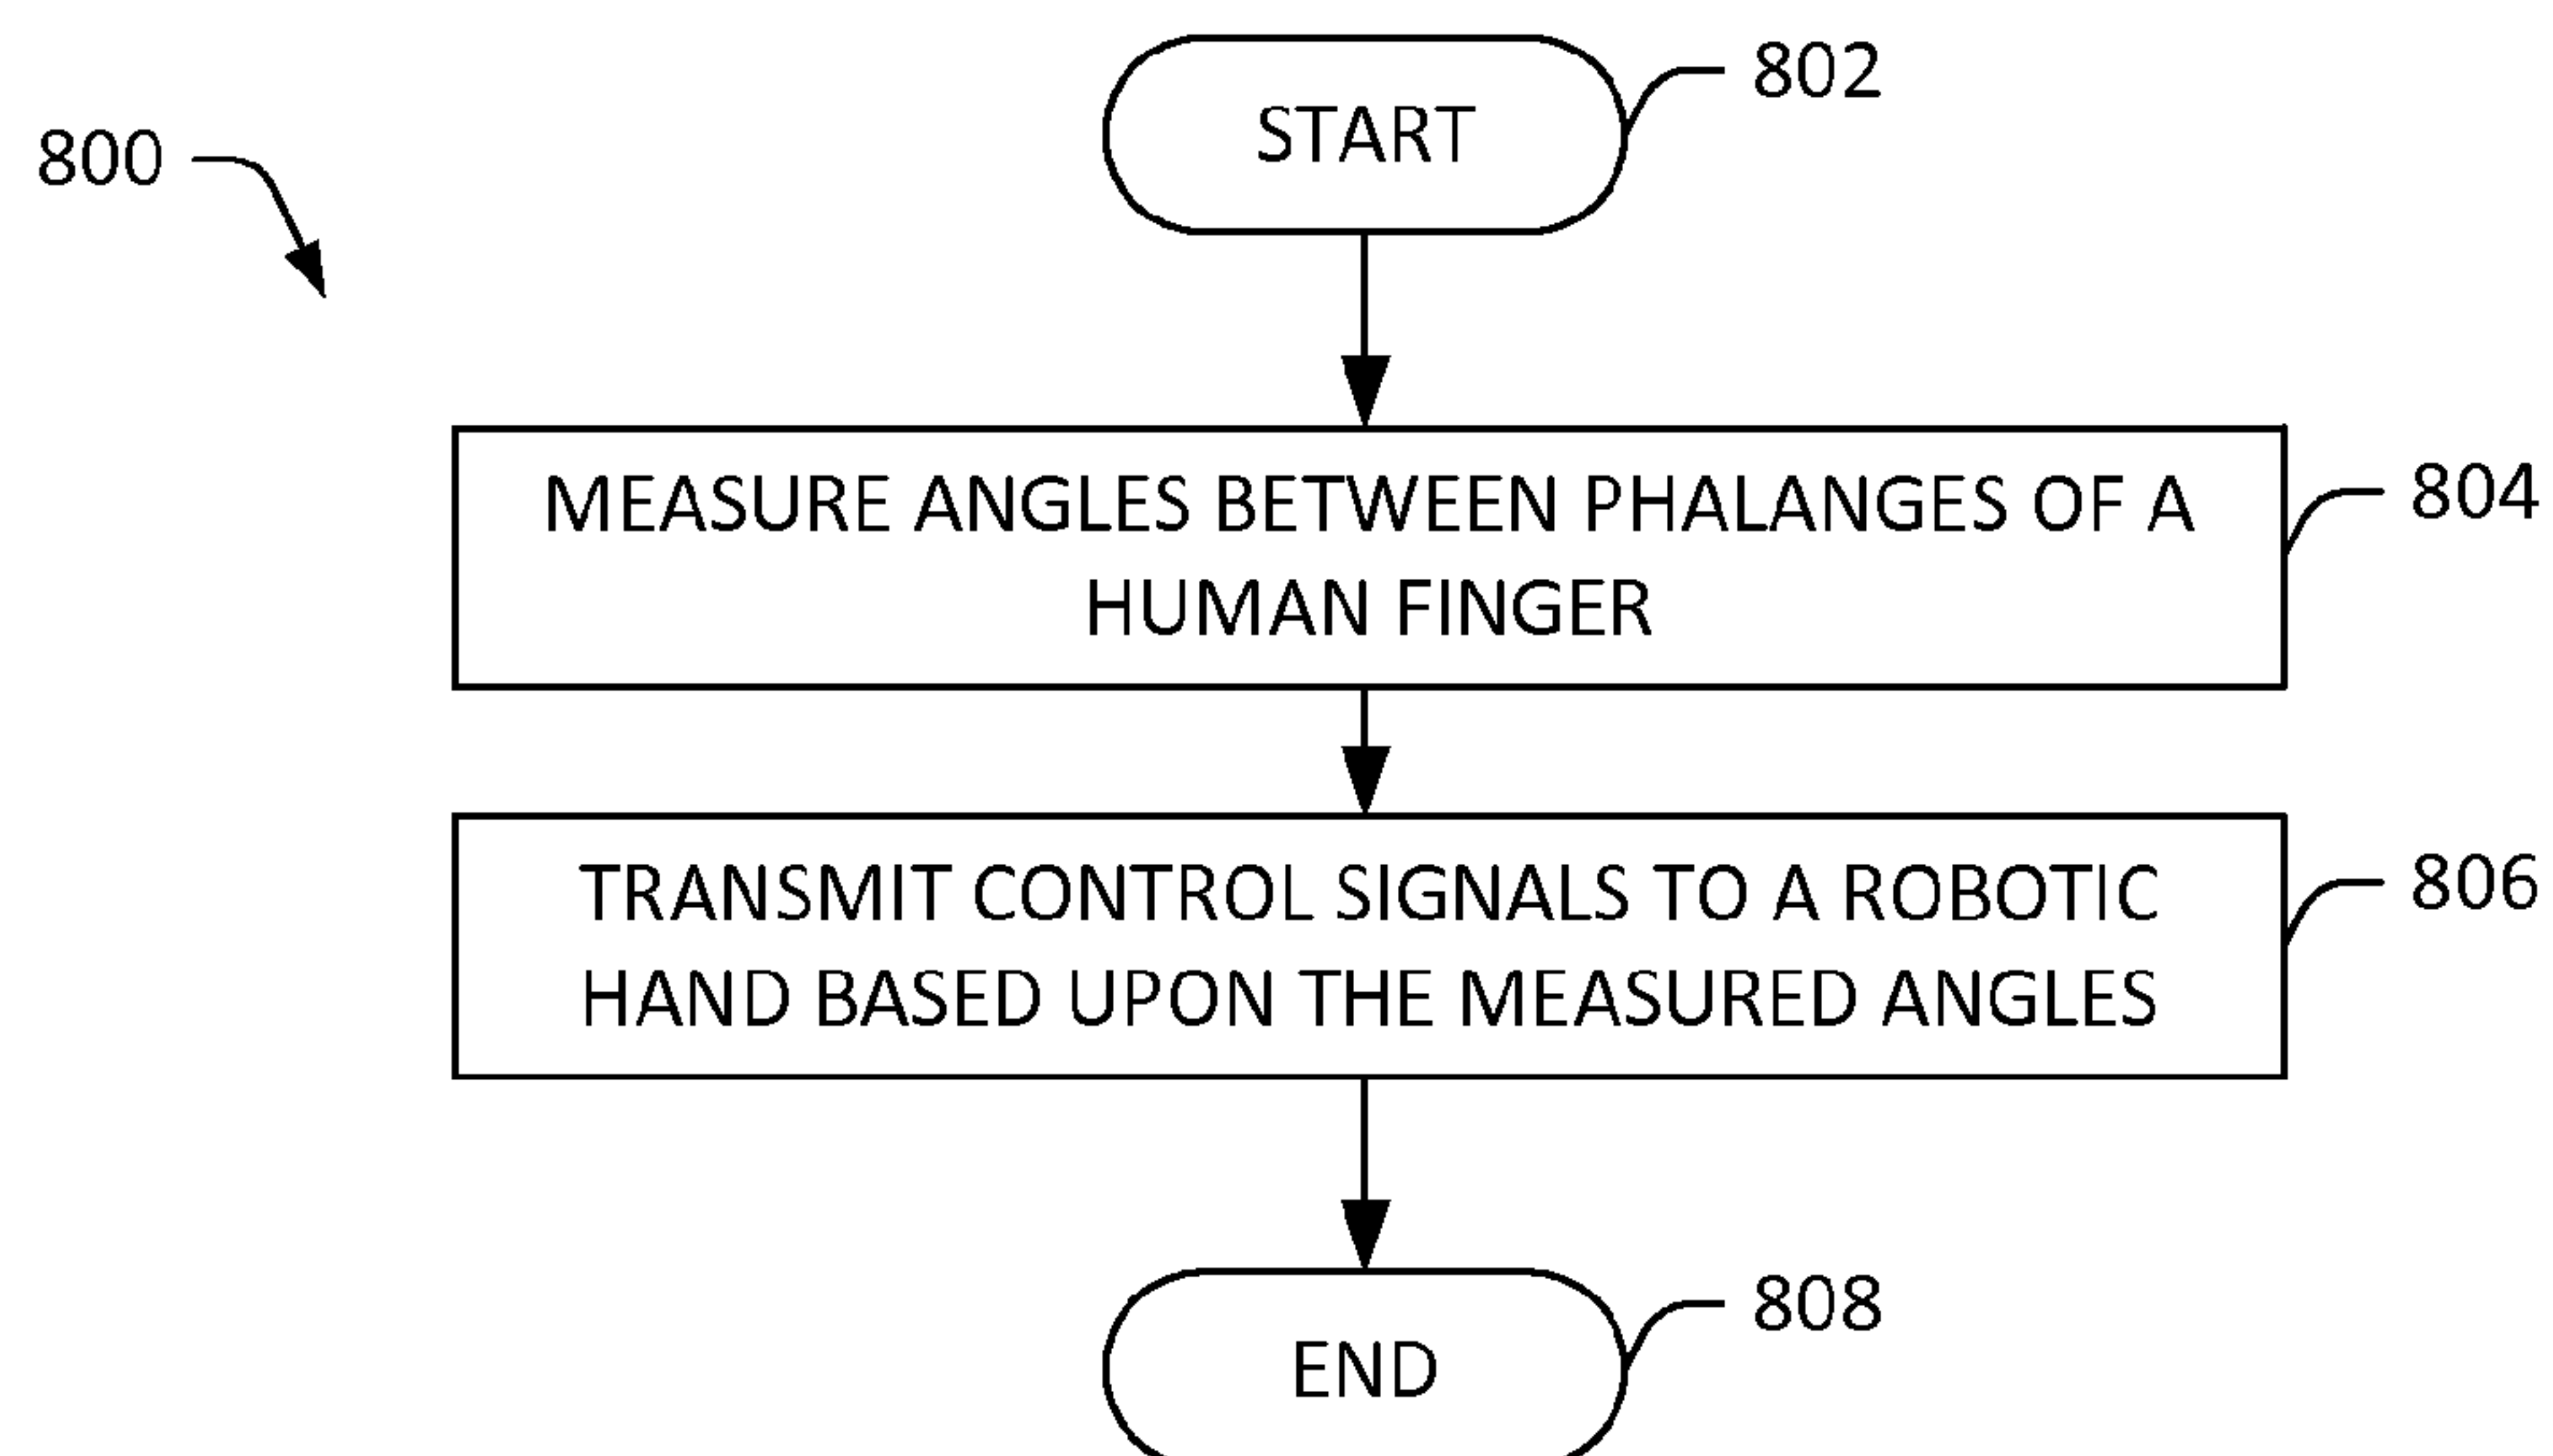 802
START
800
MEASURE ANGLES BETWEEN PHALANGES OF A
HUMAN FINGER
804
TRANSMIT CONTROL SIGNALS TO A ROBOTIC
HAND BASED UPON THE MEASURED ANGLES
806
808
END